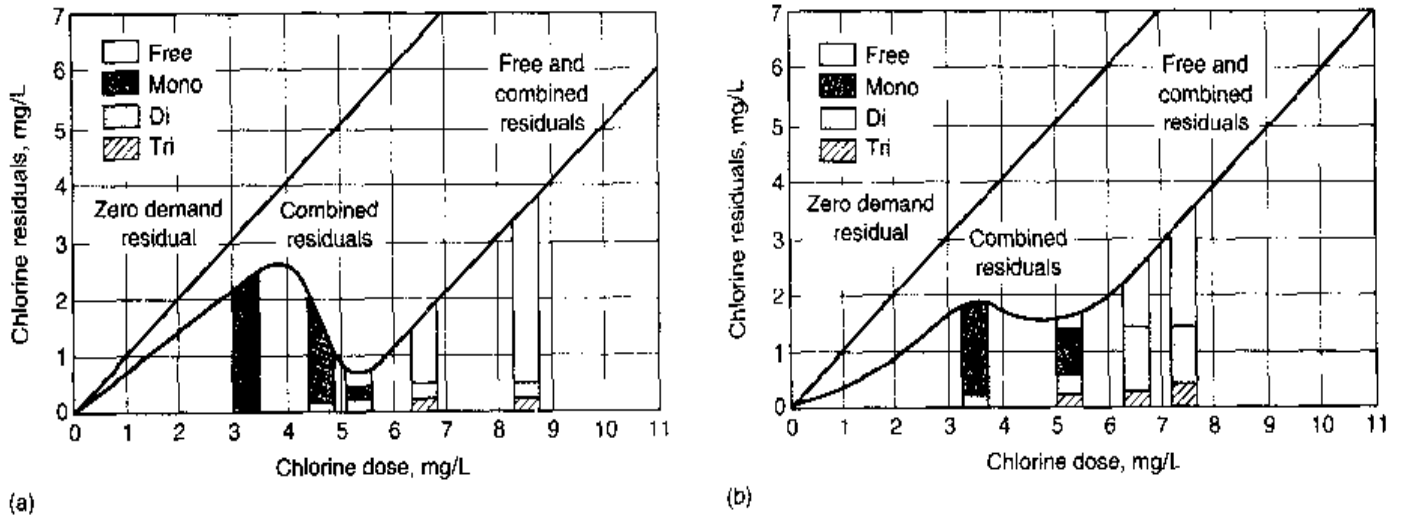 7
6
5
4
3
2
1
0
Chlorine residuals, mg/L
Free
Mono
Di
Tri
Zero demand
residual
Combined
residuals
Free and
combined
residuals
0 1 2 3 4 5 6 7 8 9 10 11
Chlorine dose, mg/L
(a)
7
6
5
4
3
2
1
0
Chlorine residuals, mg/L
Free
Mono
Di
Tri
Zero demand
residual
Combined
residuals
Free and
combined
residuals
0 1 2 3 4 5 6 7 8 9 10 11
Chlorine dose, mg/L
(b)